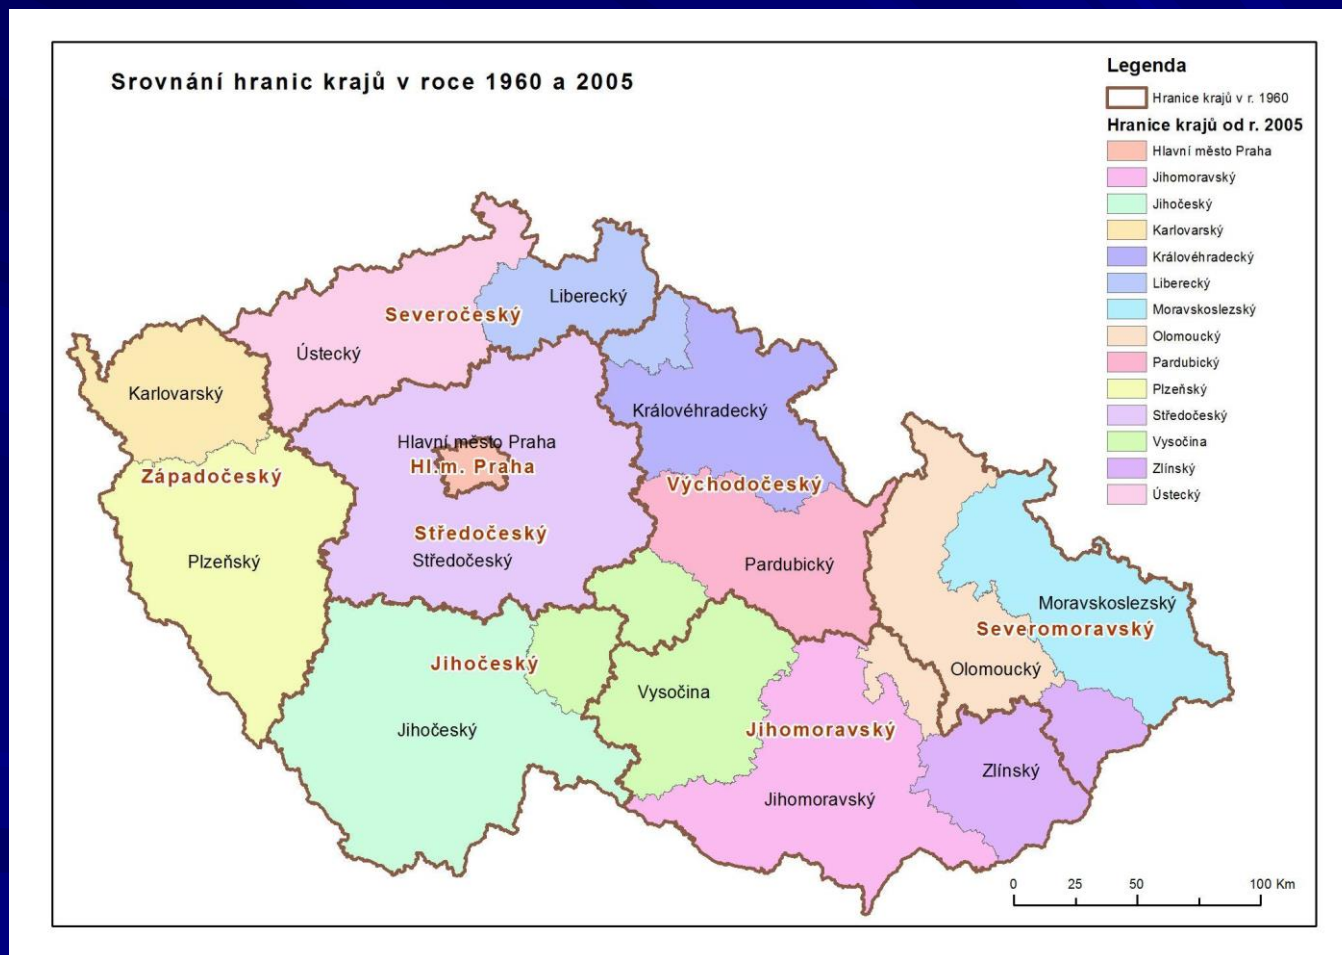 Srovnání hranic krajů v roce 1960 a 2005
Legenda
Hranice krajů v r. 1960
Hranice krajů od r. 2005
Hlavní město Praha
Jihomoravský
Jihočeský
Karlovarský
Královéhradecký
Liberecký
Moravskoslezský
Olomoucký
Pardubický
Plzeňský
Středočeský
Vysočina
Zlínský
Ústecký
Liberecký
Severočeský
Ústecký
Karlovarský
Královéhradecký
Hlavní město Praha
Hl.m. Praha
Západočeský
Východočeský
Středočeský
Středočeský
Plzeňský
Pardubický
Moravskoslezský
Severomoravský
Jihočeský
Olomoucký
Vysočina
Jihočeský
Jihomoravský
Zlínský
Jihomoravský
0 25 50 100 Km